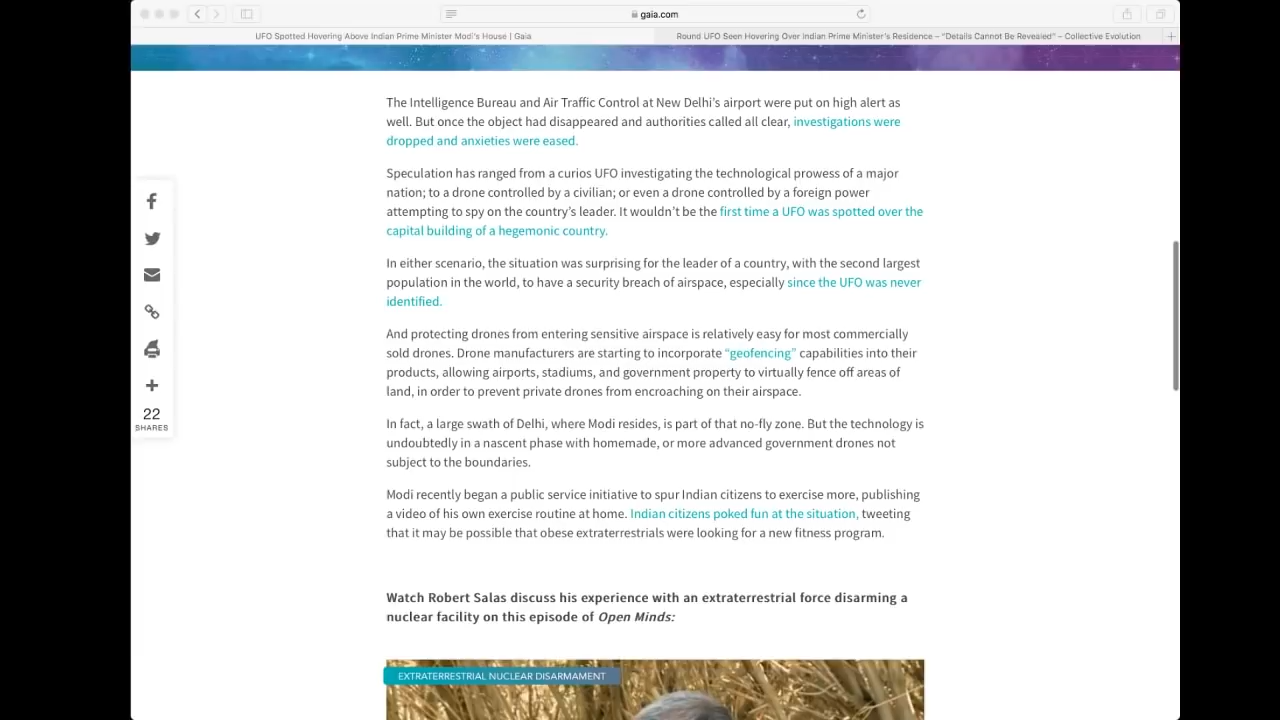 gaia.com
UFO Spotted Hovering Above Indian Prime Minister Modi's House | Gaia
Round UFO Seen Hovering Over Indian Prime Minister's Residence – "Details Cannot Be Revealed" – Collective Evolution
The Intelligence Bureau and Air Traffic Control at New Delhi's airport were put on high alert as
well. But once the object had disappeared and authorities called all clear, investigations were
dropped and anxieties were eased.
Speculation has ranged from a curios UFO investigating the technological prowess of a major
nation; to a drone controlled by a civilian; or even a drone controlled by a foreign power
attempting to spy on the country's leader. It wouldn't be the first time a UFO was spotted over the
capital building of a hegemonic country.
In either scenario, the situation was surprising for the leader of a country, with the second largest
population in the world, to have a security breach of airspace, especially since the UFO was never
identified.
And protecting drones from entering sensitive airspace is relatively easy for most commercially
sold drones. Drone manufacturers are starting to incorporate "geofencing" capabilities into their
products, allowing airports, stadiums, and government property to virtually fence off areas of
land, in order to prevent private drones from encroaching on their airspace.
In fact, a large swath of Delhi, where Modi resides, is part of that no-fly zone. But the technology is
undoubtedly in a nascent phase with homemade, or more advanced government drones not
subject to the boundaries.
Modi recently began a public service initiative to spur Indian citizens to exercise more, publishing
a video of his own exercise routine at home. Indian citizens poked fun at the situation, tweeting
that it may be possible that obese extraterrestrials were looking for a new fitness program.
22
SHARES
Watch Robert Salas discuss his experience with an extraterrestrial force disarming a
nuclear facility on this episode of Open Minds:
EXTRATERRESTRIAL NUCLEAR DISARMAMENT